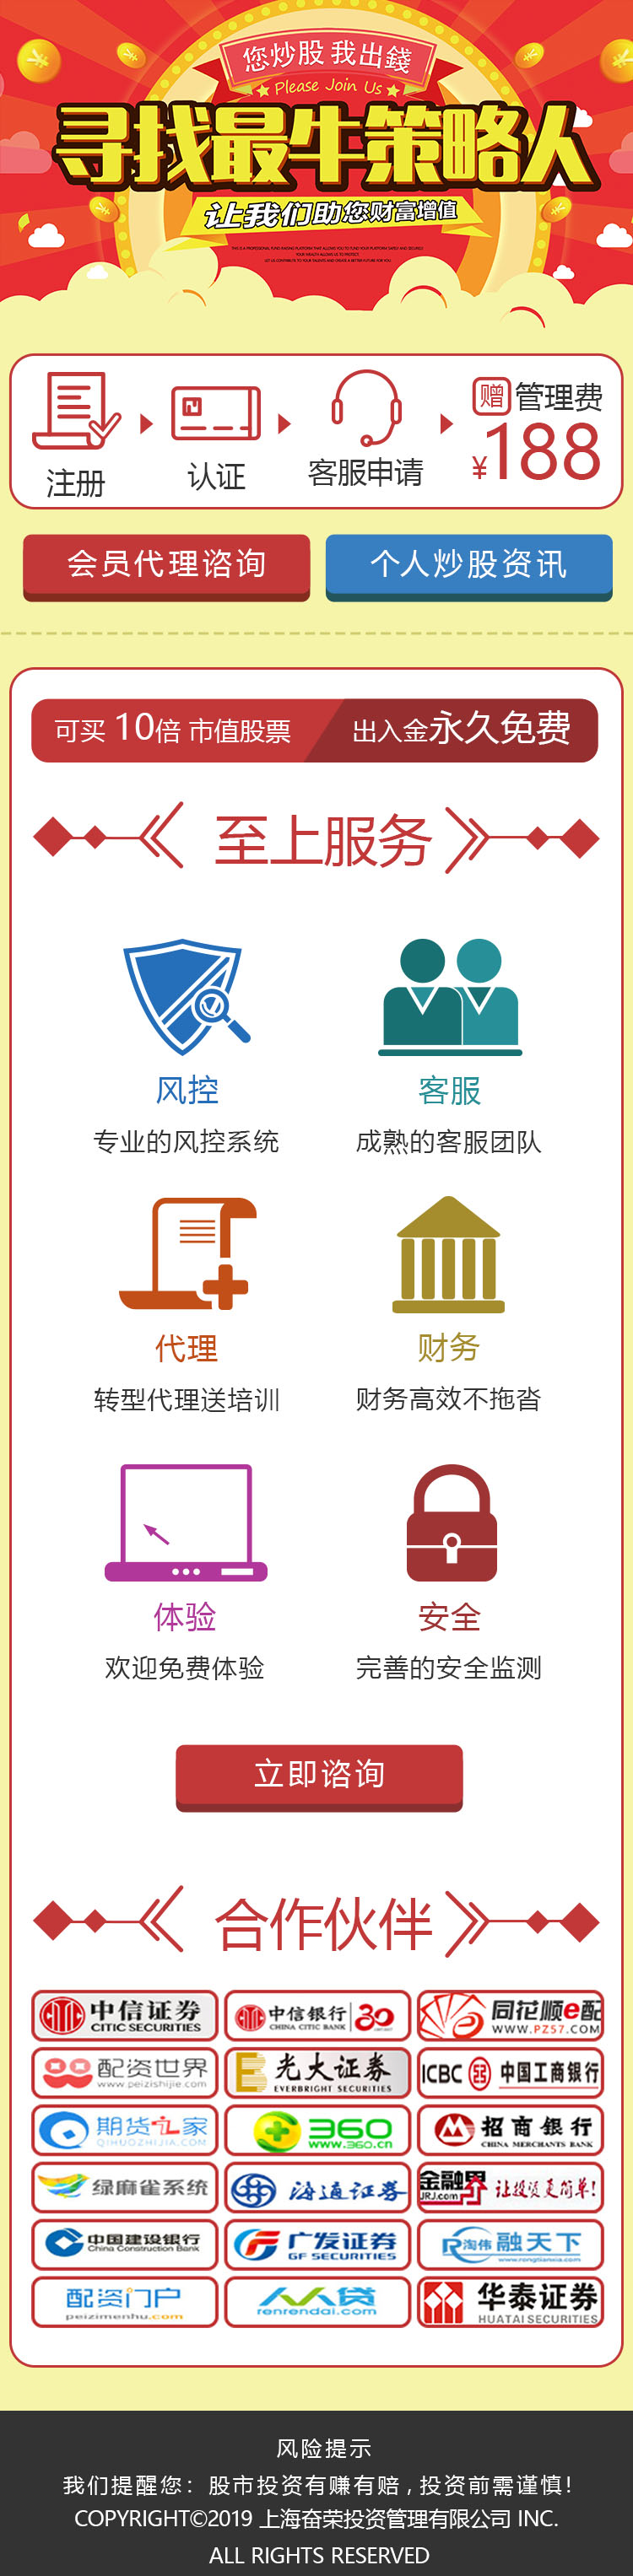 您炒股 我出錢
Please Join Us
寻找最牛策略人
让我们助您财富增值
注册
认证
客服申请
赠 管理费
¥188
会员代理谘询
个人炒股资讯
可买 10倍 市值股票
出入金永久免费
至上服务
风控
客服
专业的风控系统
成熟的客服团队
代理
财务
转型代理送培训
财务高效不拖沓
体验
安全
欢迎免费体验
完善的安全监测
立即谘询
合作伙伴
中信证券
CITIC SECURITIES
中信银行
CHINA CITIC BANK
30
同花顺e配
WWW.PZ57.COM
配资世界
www.peizishijie.com
光大证券
EVERBRIGHT SECURITIES
ICBC 中国工商银行
期货之家
QIHUOZHIJIA.COM
360
www.360.cn
招商银行
CHINA MERCHANTS BANK
绿麻雀系统
海通证券
金融界
JRJ.com
让投资更简单!
中国建设银行
China Construction Bank
广发证券
GF SECURITIES
淘伟 融天下
www.rongtianxia.com
配资门户
peizimenhu.com
人人贷
renrendai.com
华泰证券
HUATAI SECURITIES
风险提示
我们提醒您：股市投资有赚有赔,投资前需谨慎!
COPYRIGHT©2019 上海奋荣投资管理有限公司 INC.
ALL RIGHTS RESERVED